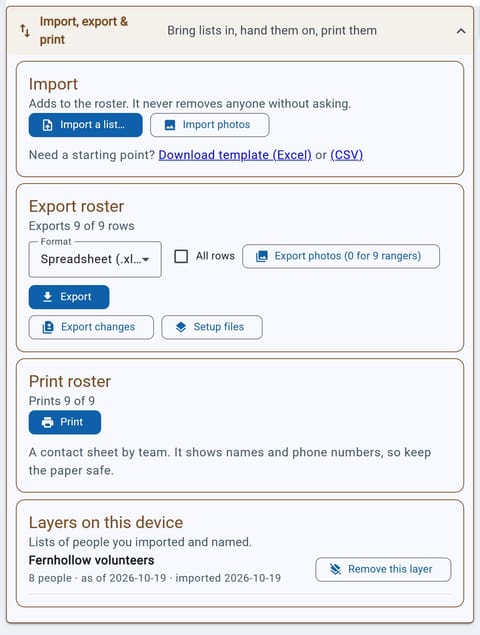 Import, export &
print
Bring lists in, hand them on, print them
Import
Adds to the roster. It never removes anyone without asking.
Import a list...
Import photos
Need a starting point? Download template (Excel) or (CSV)
Export roster
Exports 9 of 9 rows
Format
Spreadsheet (.xl...
All rows
Export photos (0 for 9 rangers)
Export
Export changes
Setup files
Print roster
Prints 9 of 9
Print
A contact sheet by team. It shows names and phone numbers, so keep
the paper safe.
Layers on this device
Lists of people you imported and named.
Fernhollow volunteers
8 people · as of 2026-10-19 · imported 2026-10-19
Remove this layer